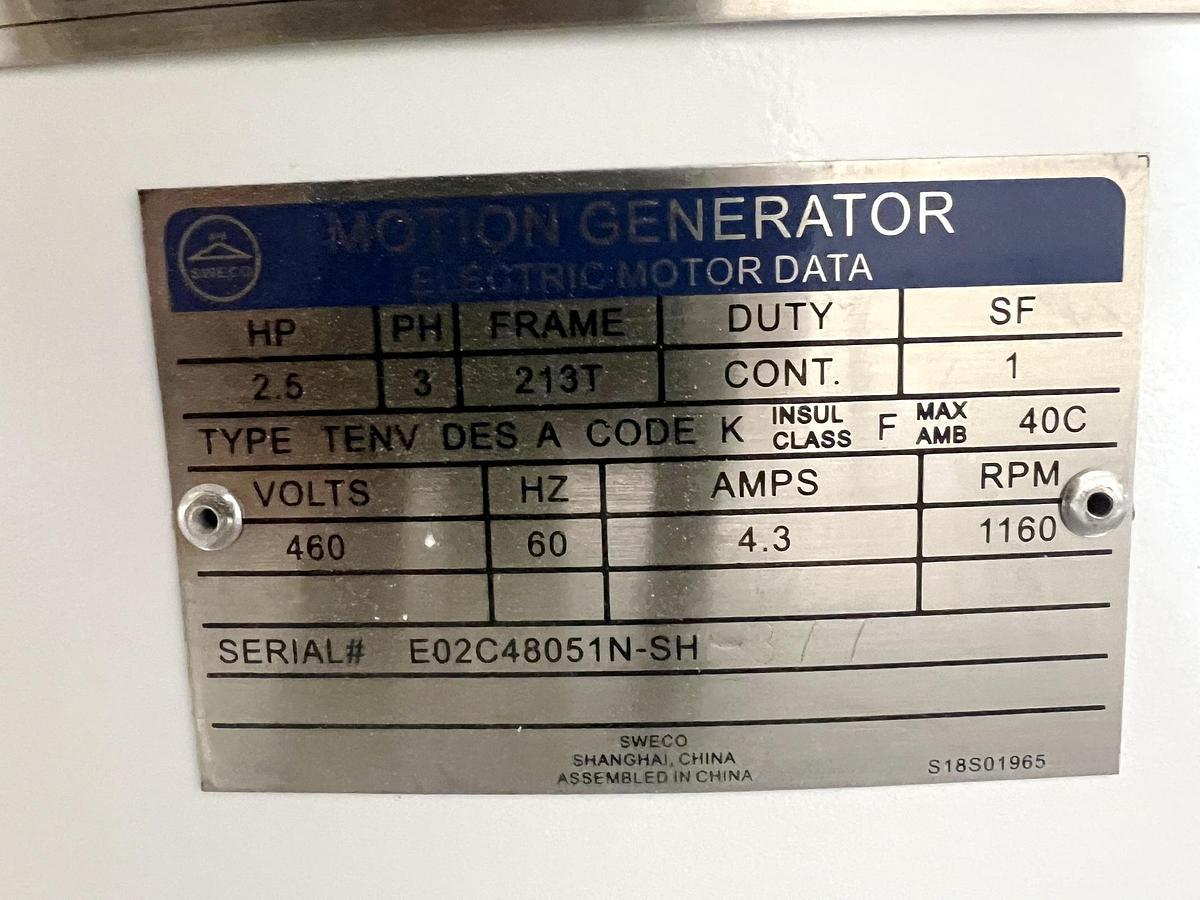 SWECO
MOTION GENERATOR
ELECTRIC MOTOR DATA
HP PH FRAME DUTY SF
2.5 3 213T CONT. 1
TYPE TENV DES A CODE K INSUL CLASS F MAX AMB 40C
VOLTS HZ AMPS RPM
460 60 4.3 1160
SERIAL# E02C48051N-SH
SWECO
SHANGHAI, CHINA
ASSEMBLED IN CHINA
S18S01965